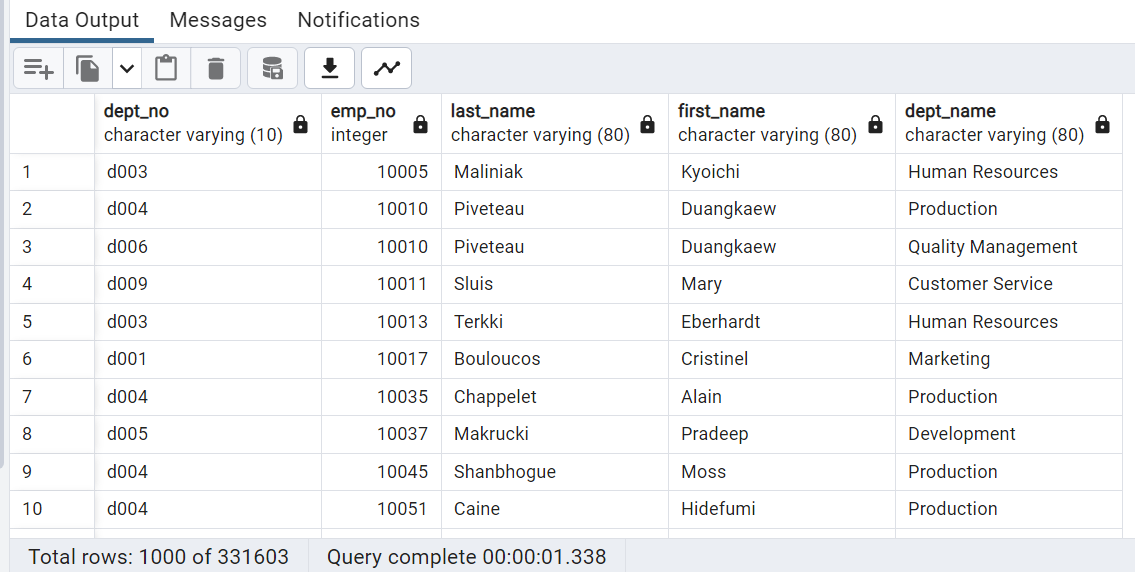 Data Output Messages Notifications
dept_no emp_no last_name first_name dept_name
character varying (10) integer character varying (80) character varying (80) character varying (80)
1 d003 10005 Maliniak Kyoichi Human Resources
2 d004 10010 Piveteau Duangkaew Production
3 d006 10010 Piveteau Duangkaew Quality Management
4 d009 10011 Sluis Mary Customer Service
5 d003 10013 Terkki Eberhardt Human Resources
6 d001 10017 Bouloucos Cristinel Marketing
7 d004 10035 Chappelet Alain Production
8 d005 10037 Makrucki Pradeep Development
9 d004 10045 Shanbhogue Moss Production
10 d004 10051 Caine Hidefumi Production
Total rows: 1000 of 331603 Query complete 00:00:01.338